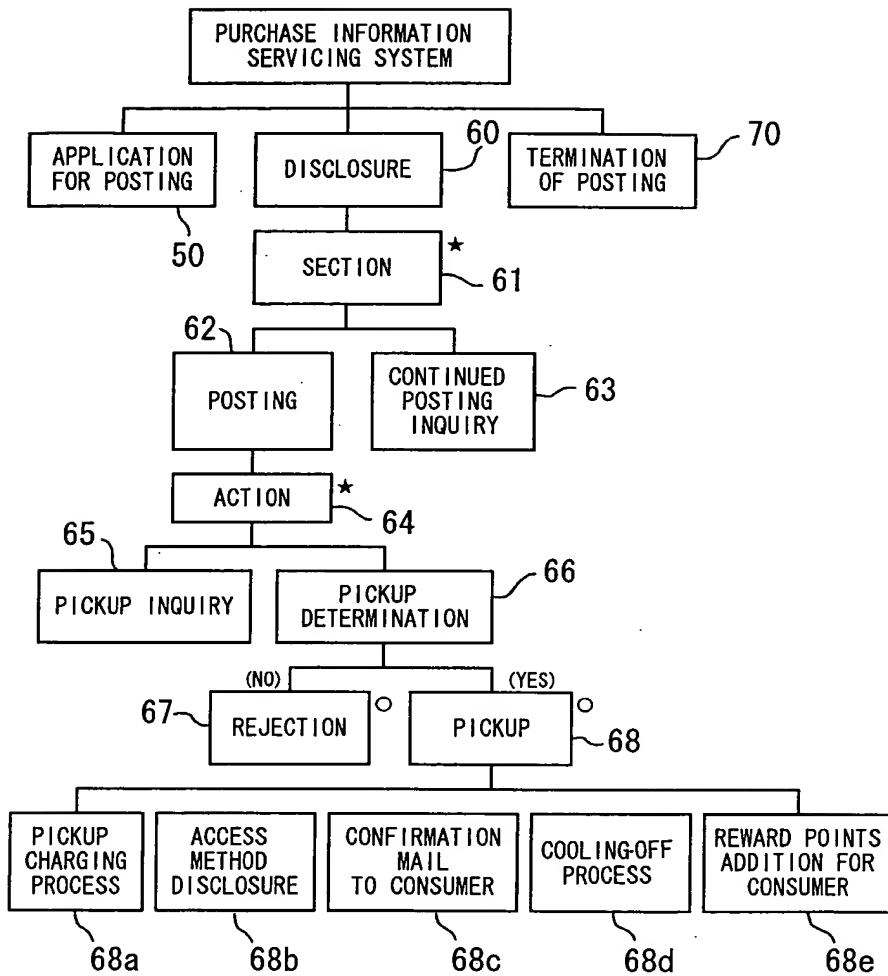 PURCHASE INFORMATION
SERVICING SYSTEM
APPLICATION
FOR POSTING
50
DISCLOSURE
60
TERMINATION
OF POSTING
70
SECTION
★
61
62
POSTING
CONTINUED
POSTING
INQUIRY
63
ACTION
★
64
65
PICKUP INQUIRY
PICKUP
DETERMINATION
66
(NO)
(YES)
67
REJECTION
○
PICKUP
○
68
PICKUP
CHARGING
PROCESS
ACCESS
METHOD
DISCLOSURE
CONFIRMATION
MAIL
TO CONSUMER
COOLING-OFF
PROCESS
REWARD POINTS
ADDITION FOR
CONSUMER
68a
68b
68c
68d
68e